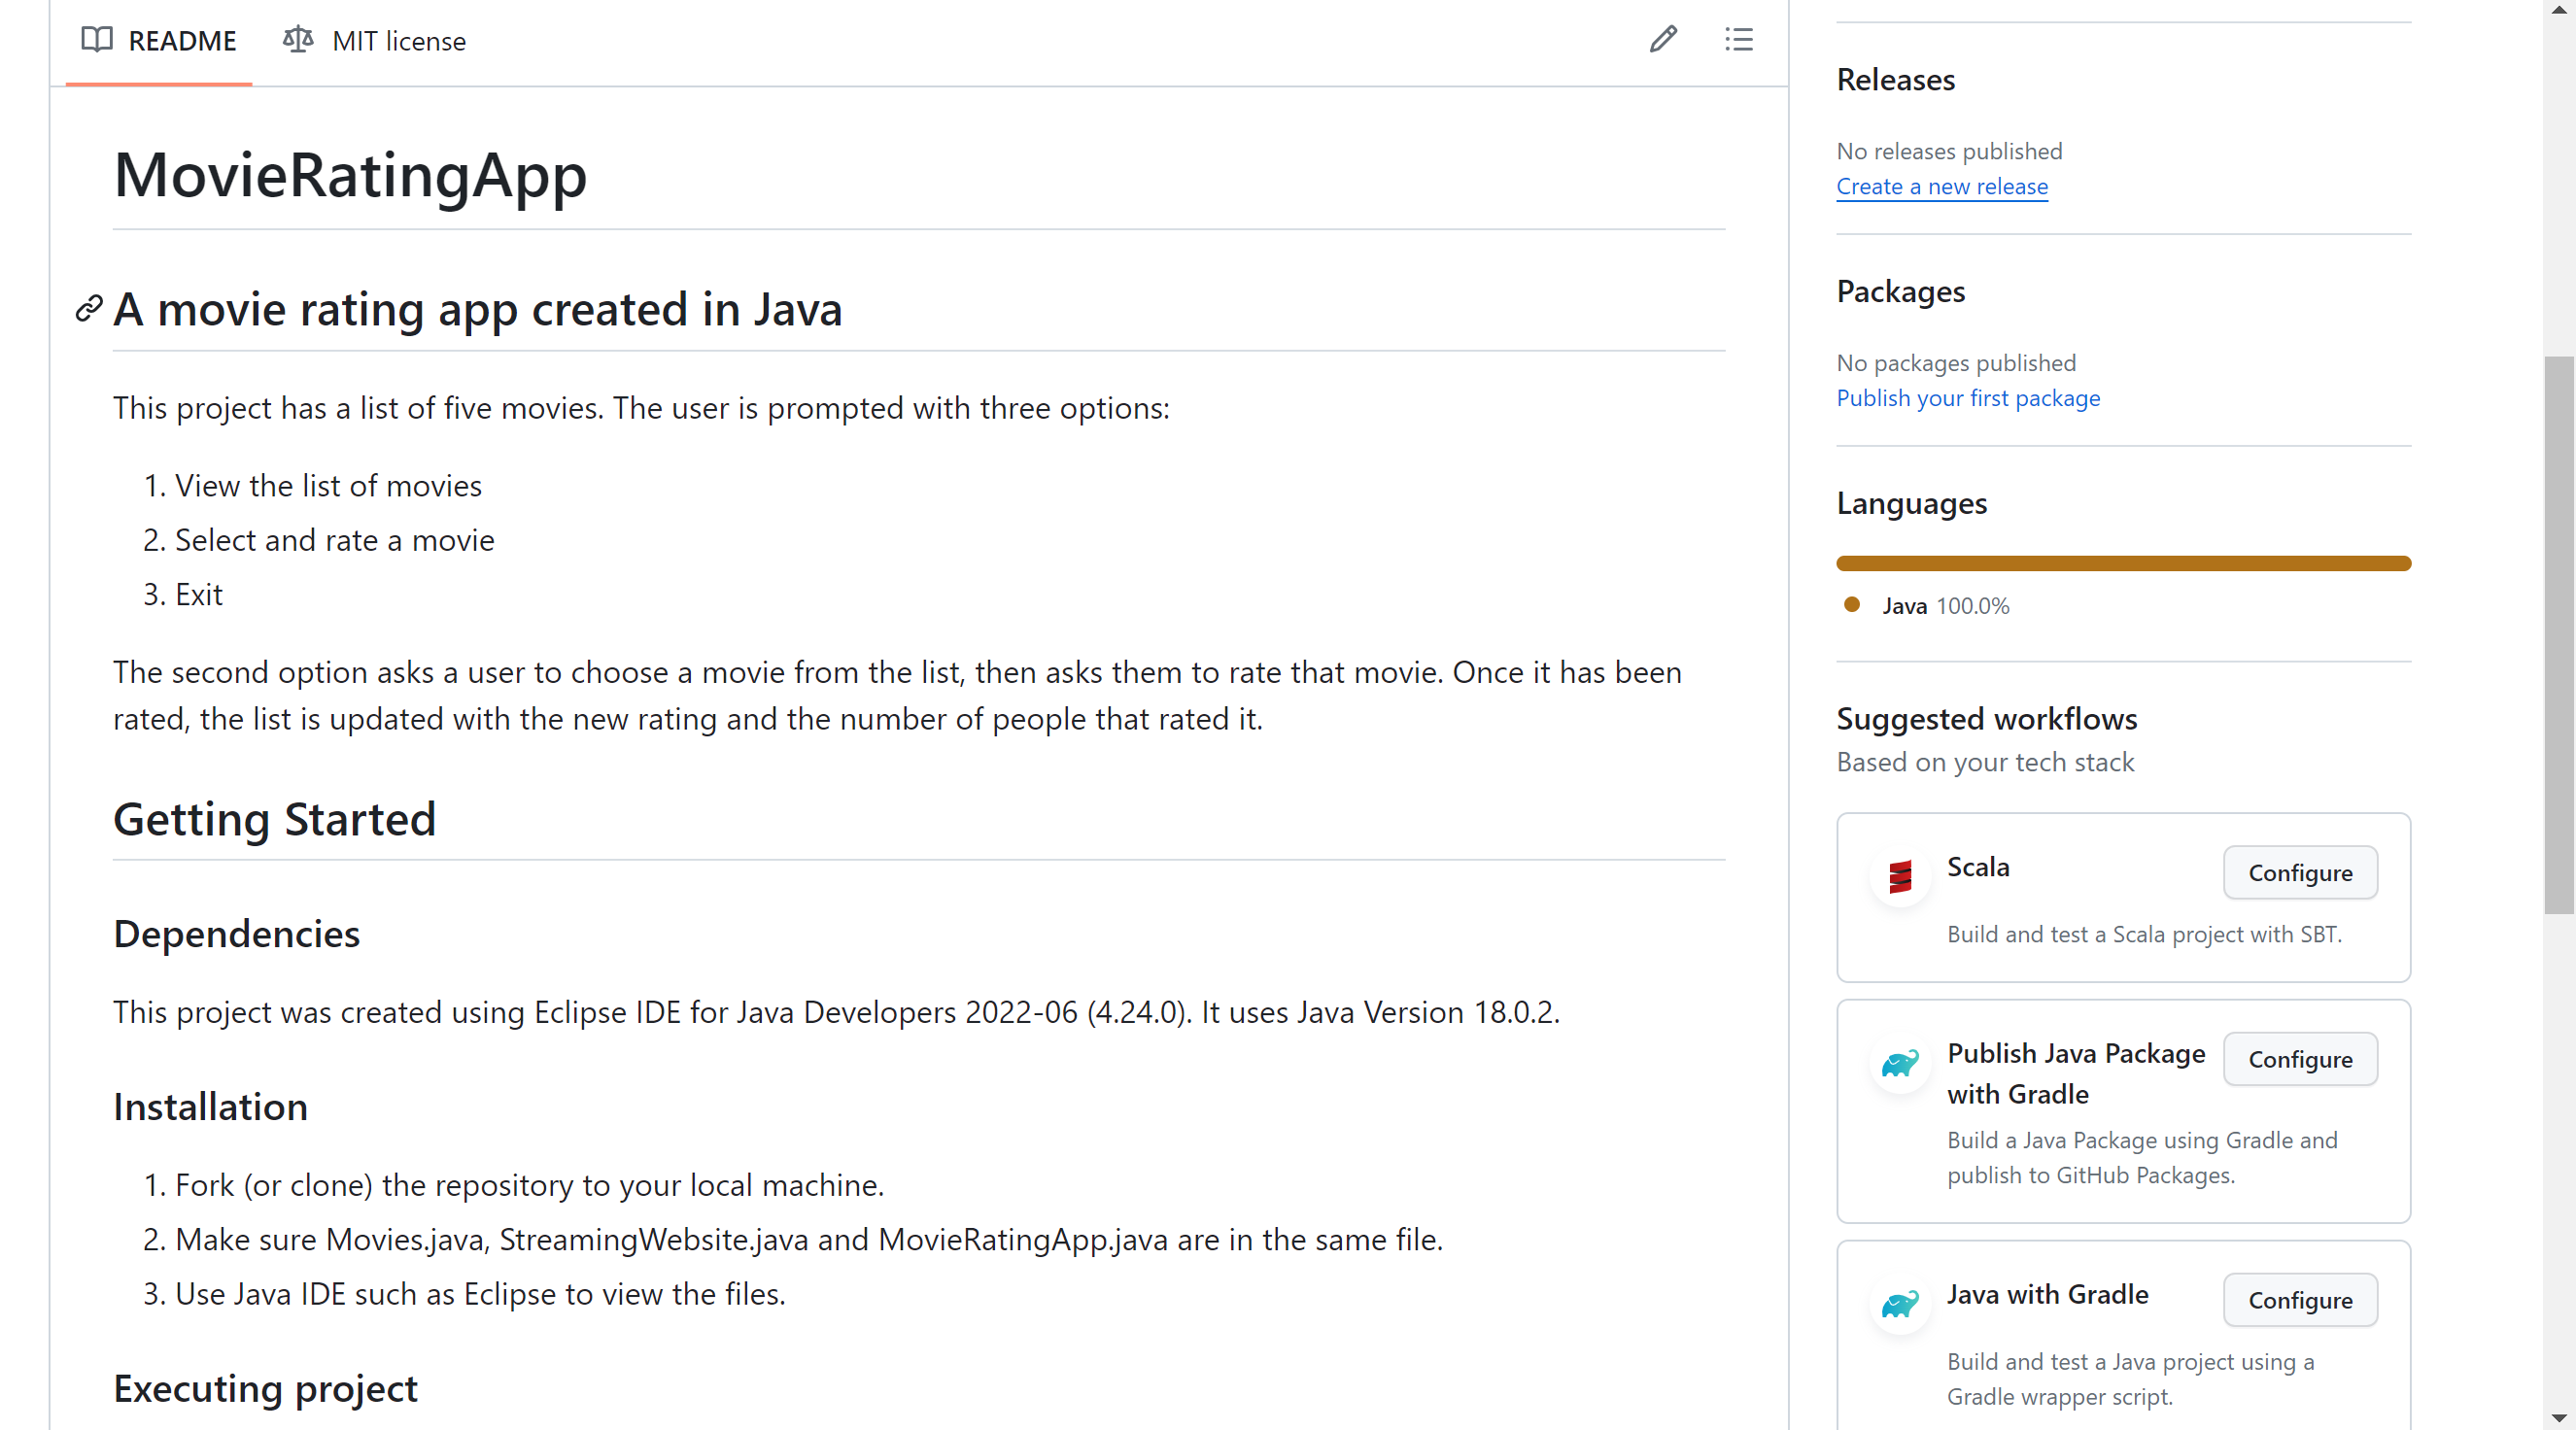 README
MIT license
MovieRatingApp
A movie rating app created in Java
This project has a list of five movies. The user is prompted with three options:
1. View the list of movies
2. Select and rate a movie
3. Exit
The second option asks a user to choose a movie from the list, then asks them to rate that movie. Once it has been
rated, the list is updated with the new rating and the number of people that rated it.
Getting Started
Dependencies
This project was created using Eclipse IDE for Java Developers 2022-06 (4.24.0). It uses Java Version 18.0.2.
Installation
1. Fork (or clone) the repository to your local machine.
2. Make sure Movies.java, StreamingWebsite.java and MovieRatingApp.java are in the same file.
3. Use Java IDE such as Eclipse to view the files.
Executing project
Releases
No releases published
Create a new release
Packages
No packages published
Publish your first package
Languages
Java 100.0%
Suggested workflows
Based on your tech stack
Scala
Configure
Build and test a Scala project with SBT.
Publish Java Package
with Gradle
Configure
Build a Java Package using Gradle and
publish to GitHub Packages.
Java with Gradle
Configure
Build and test a Java project using a
Gradle wrapper script.